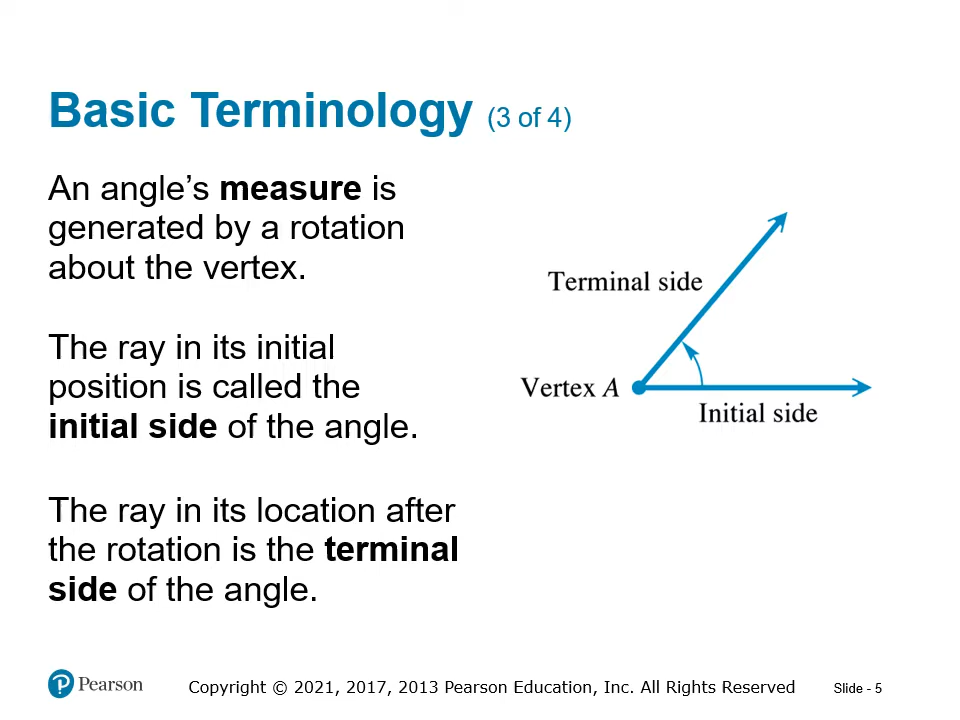 Basic Terminology (3 of 4)
An angle’s measure is
generated by a rotation
about the vertex.
The ray in its initial
position is called the
initial side of the angle.
The ray in its location after
the rotation is the terminal
side of the angle.
Terminal side
Vertex A
Initial side
Pearson
Copyright © 2021, 2017, 2013 Pearson Education, Inc. All Rights Reserved
Slide - 5